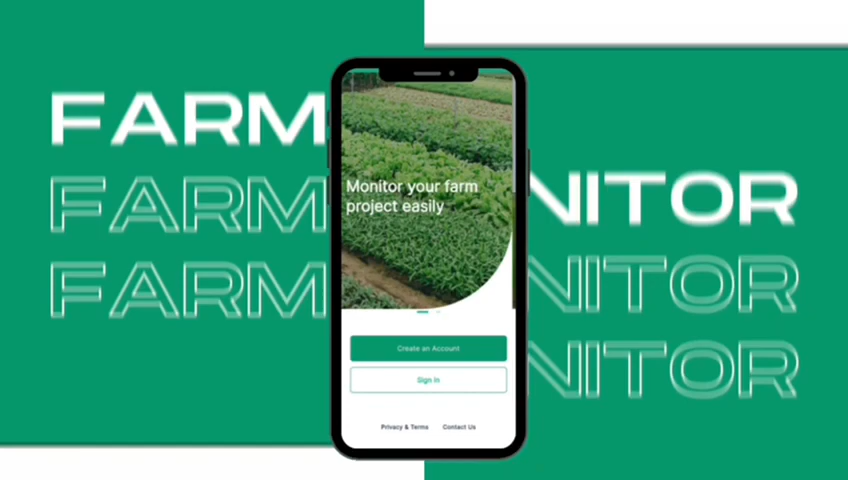 FARM
FARM
FARM
Monitor your farm
project easily
Create an Account
Sign in
Privacy & Terms
Contact Us
NITOR
NITOR
NITOR